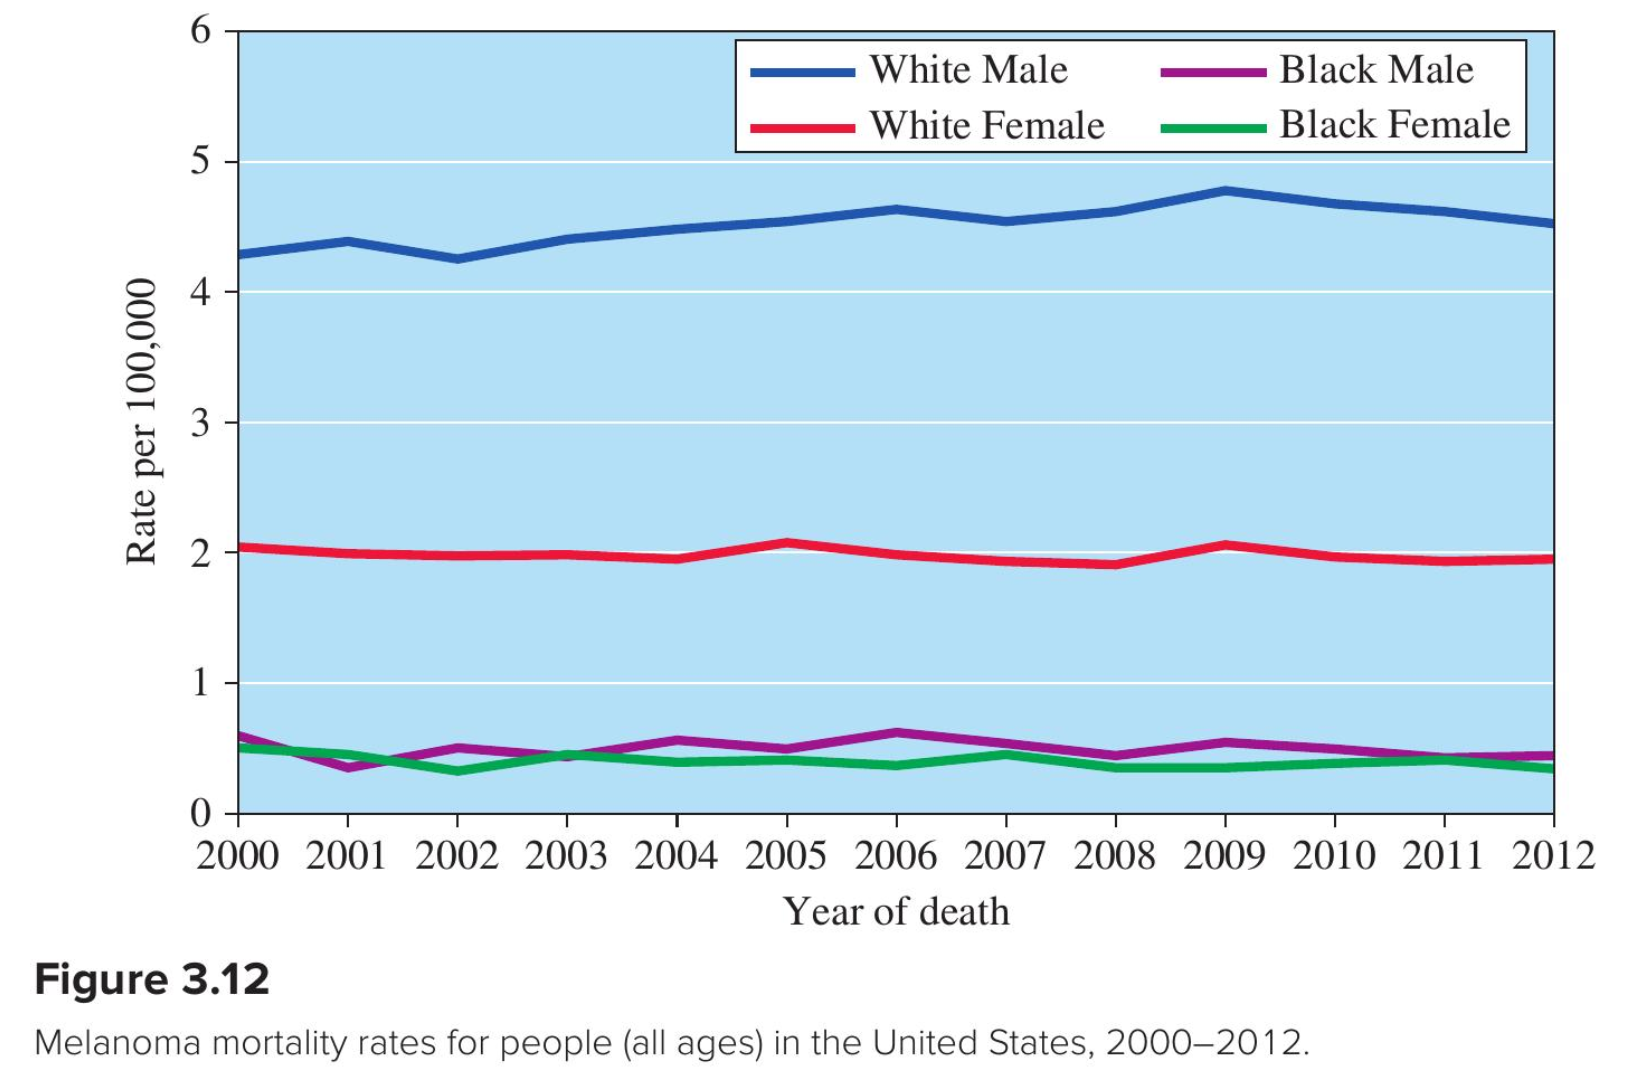 6
White Male
Black Male
White Female
Black Female
5
4
3
2
1
0
Rate per 100,000
2000 2001 2002 2003 2004 2005 2006 2007 2008 2009 2010 2011 2012
Year of death
Figure 3.12
Melanoma mortality rates for people (all ages) in the United States, 2000–2012.